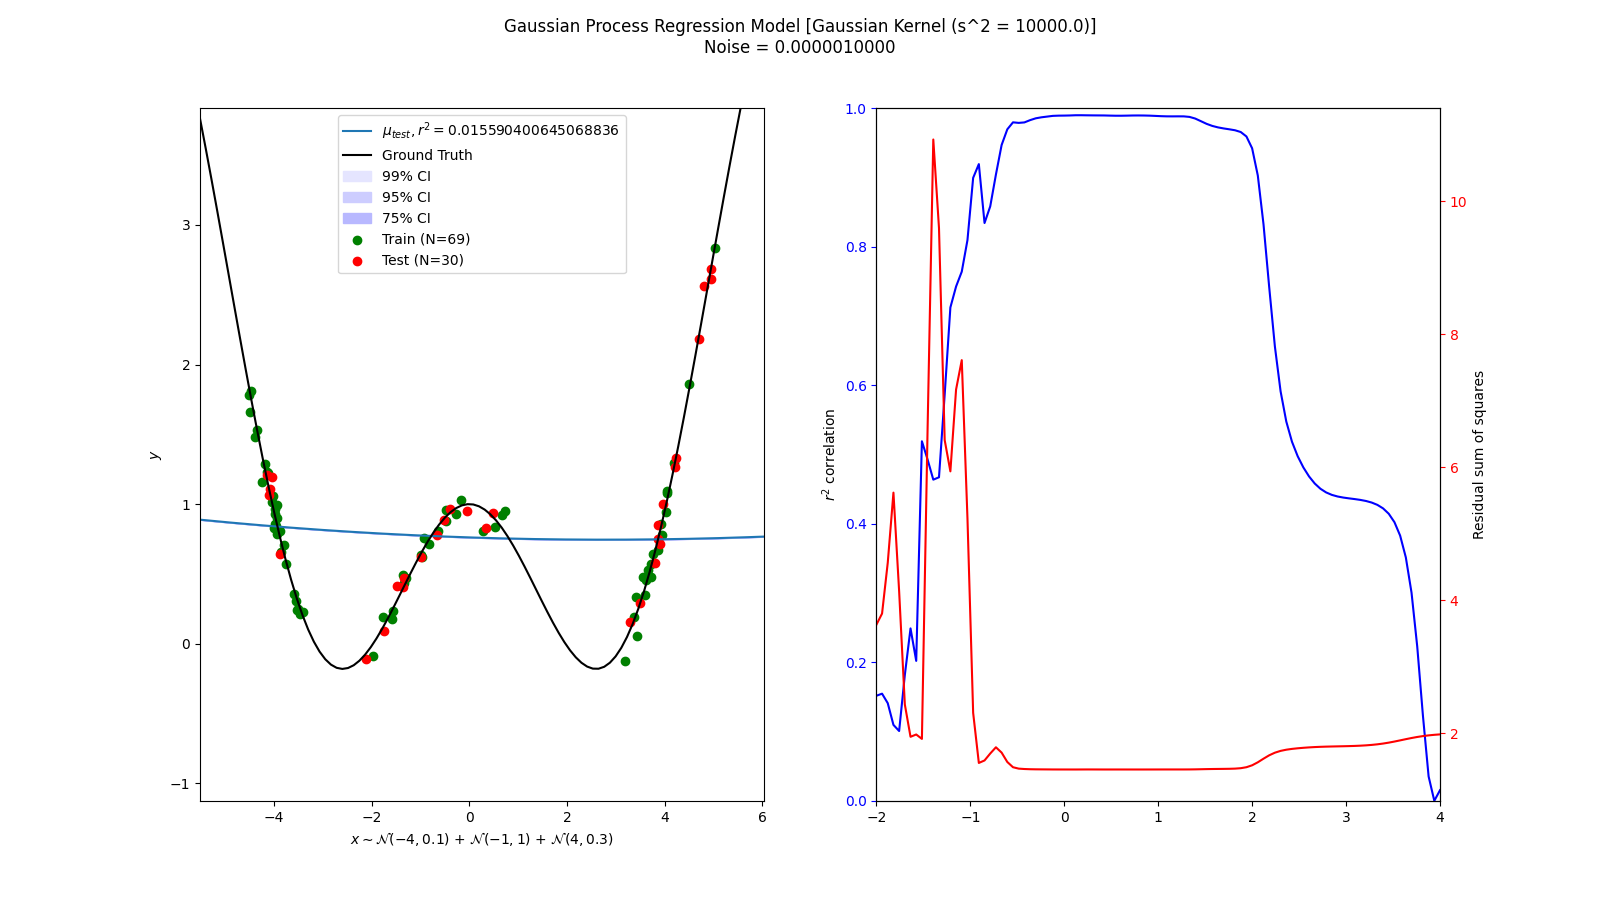 Gaussian Process Regression Model [Gaussian Kernel (s^2 = 10000.0)]
Noise = 0.0000010000
μ_test, r² = 0.015590400645068836
Ground Truth
99% CI
95% CI
75% CI
Train (N=69)
Test (N=30)
3
2
1
0
−1
y
−4
−2
0
2
4
6
x ~ 𝒩(−4, 0.1) + 𝒩(−1, 1) + 𝒩(4, 0.3)
1.0
0.8
0.6
0.4
0.2
0.0
r² correlation
−2
−1
0
1
2
3
4
10
8
6
4
2
Residual sum of squares